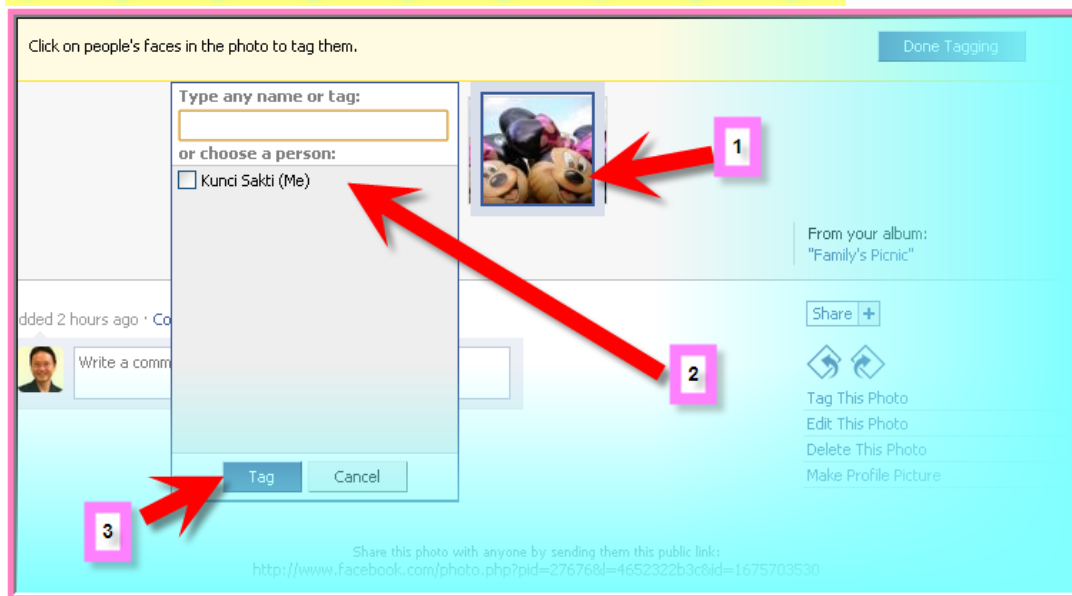 Click on people's faces in the photo to tag them.
Done Tagging
Type any name or tag:
or choose a person:
Kunci Sakti (Me)
1
From your album:
"Family's Picnic"
dded 2 hours ago · Co
Share +
Write a comm
2
Tag This Photo
Edit This Photo
Delete This Photo
Make Profile Picture
Tag
Cancel
3
Share this photo with anyone by sending them this public link:
http://www.facebook.com/photo.php?pid=27676&l=4652322b3c&id=1675703530